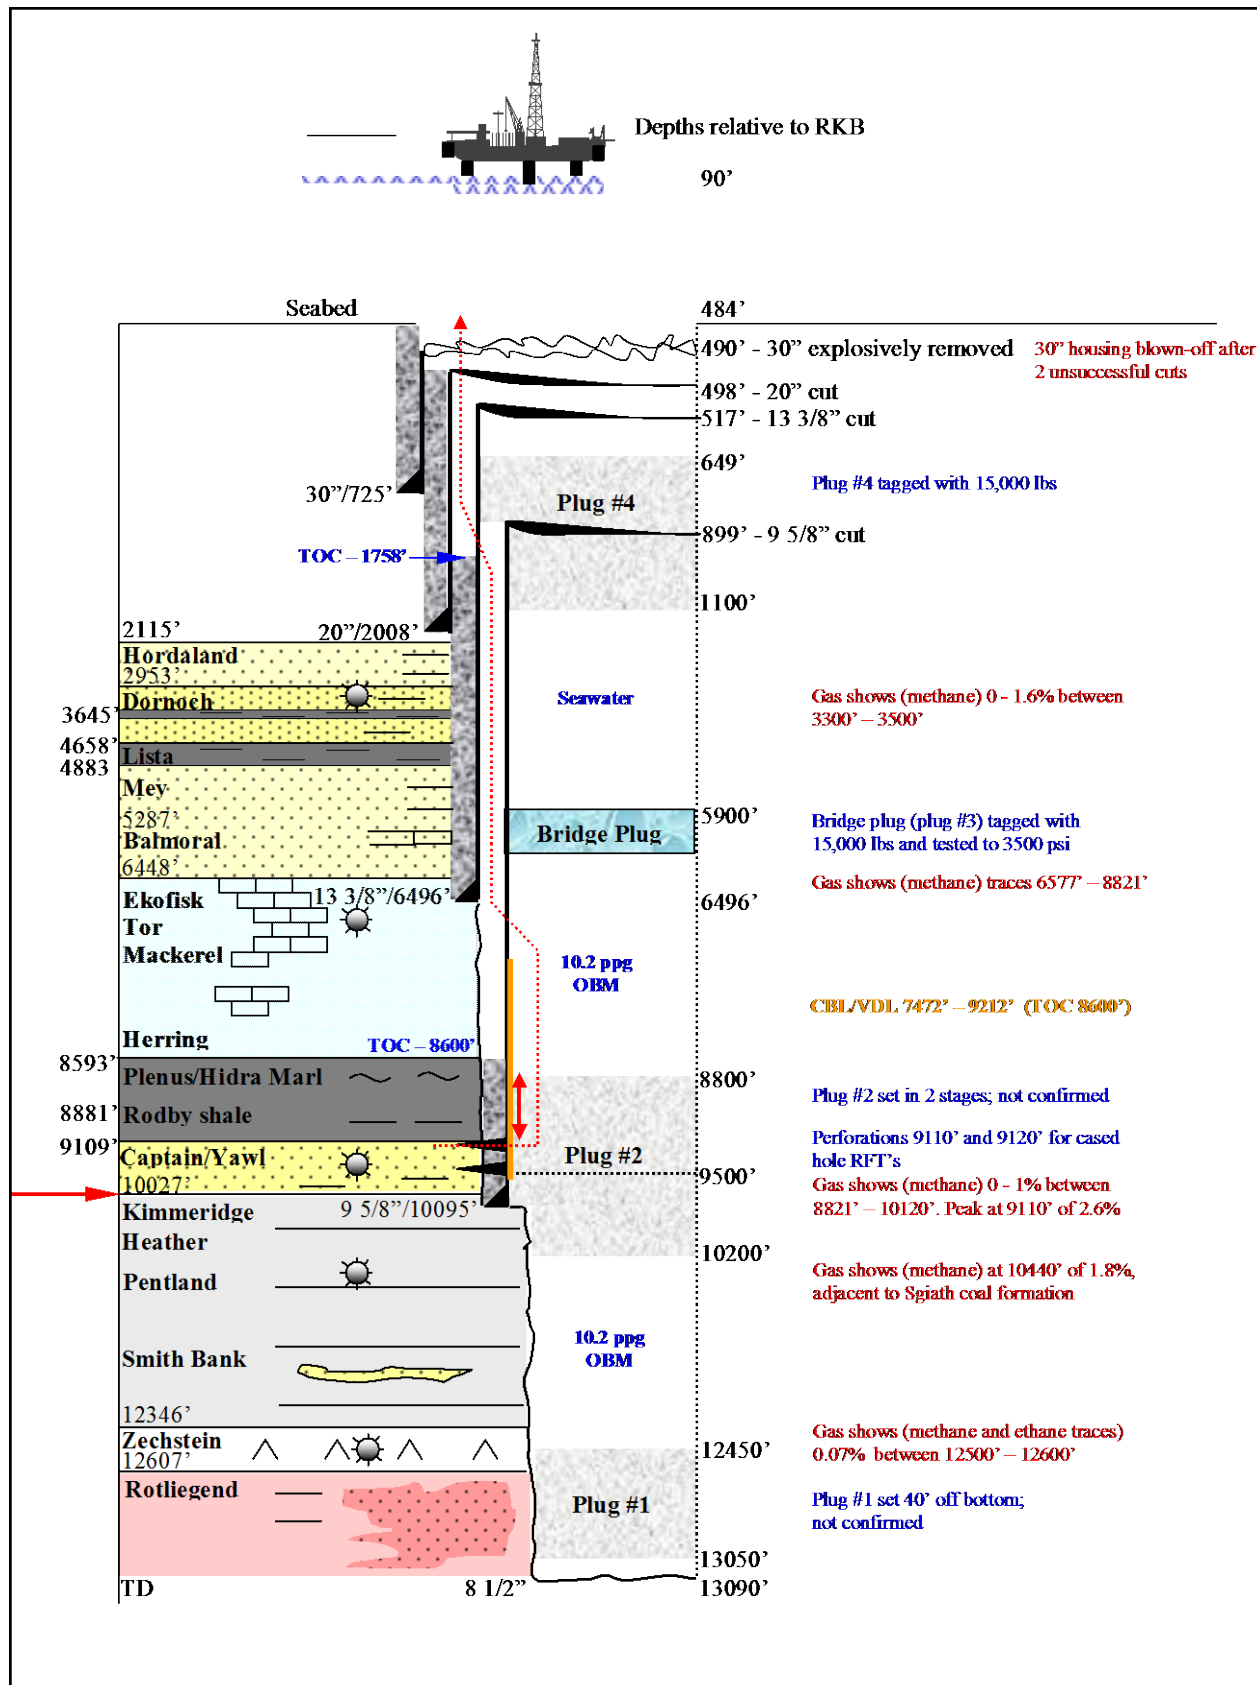 Depths relative to RKB
90’
Seabed
484’
490’ - 30” explosively removed
30” housing blown-off after
2 unsuccessful cuts
498’ - 20” cut
517’ - 13 3/8” cut
649’
30”/725’
Plug #4
Plug #4 tagged with 15,000 lbs
899’ - 9 5/8” cut
TOC – 1758’
1100’
2115’
20”/2008’
Hordaland
2953’
Dornoch
3645’
Seawater
Gas shows (methane) 0 - 1.6% between
3300’ – 3500’
4658’
Lista
4883
Mey
5287’
Balmoral
6448’
5900’
Bridge Plug
Bridge plug (plug #3) tagged with
15,000 lbs and tested to 3500 psi
Gas shows (methane) traces 6577’ – 8821’
Ekofisk
13 3/8”/6496’
6496’
Tor
Mackerel
10.2 ppg
OBM
CBL/VDL 7472’ – 9212’ (TOC 8600’)
Herring
TOC – 8600’
8593’
Plenus/Hidra Marl
8800’
Plug #2 set in 2 stages; not confirmed
8881’
Rodby shale
9109’
Captain/Yawl
10027’
Plug #2
9500’
Perforations 9110’ and 9120’ for cased
hole RFT’s
Gas shows (methane) 0 - 1% between
8821’ – 10120’. Peak at 9110’ of 2.6%
Kimmeridge
9 5/8”/10095’
Heather
10200’
Pentland
Gas shows (methane) at 10440’ of 1.8%,
adjacent to Sgiath coal formation
10.2 ppg
OBM
Smith Bank
12346’
Zechstein
12607’
12450’
Gas shows (methane and ethane traces)
0.07% between 12500’ – 12600’
Rotliegend
Plug #1
Plug #1 set 40’ off bottom;
not confirmed
13050’
TD
8 1/2”
13090’